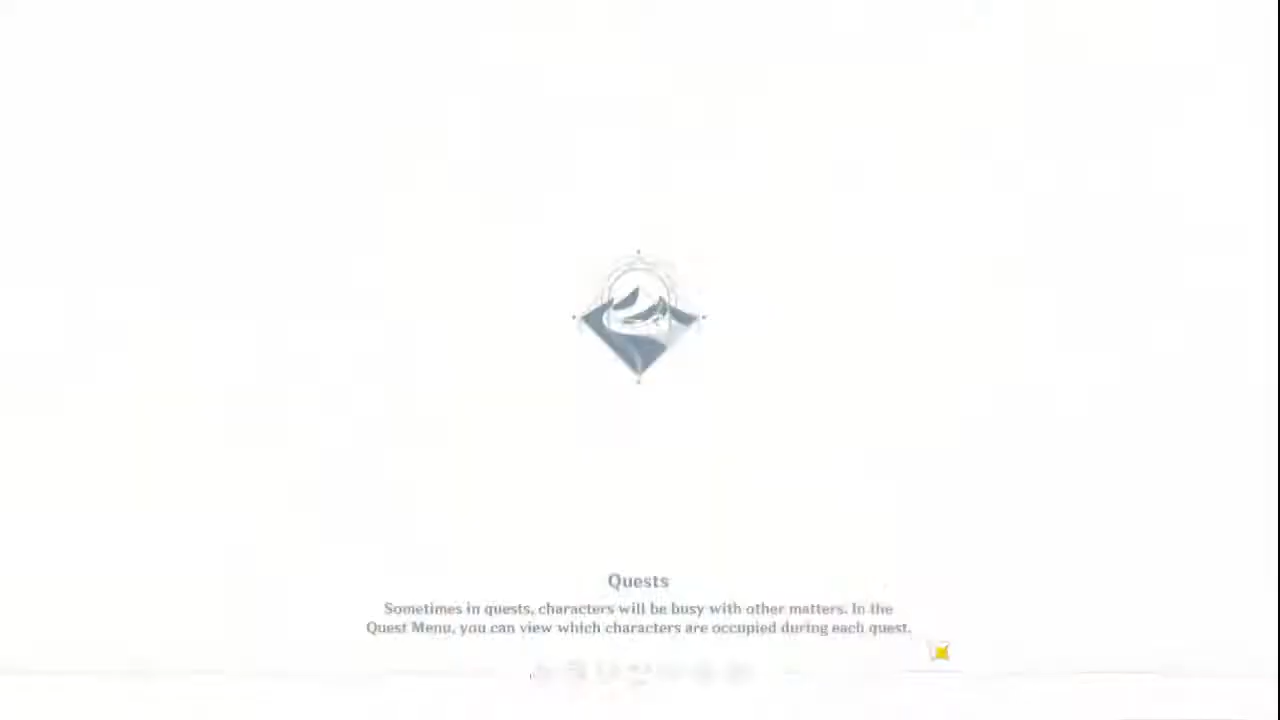 Quests
Sometimes in quests, characters will be busy with other matters. In the
Quest Menu, you can view which characters are occupied during each quest.